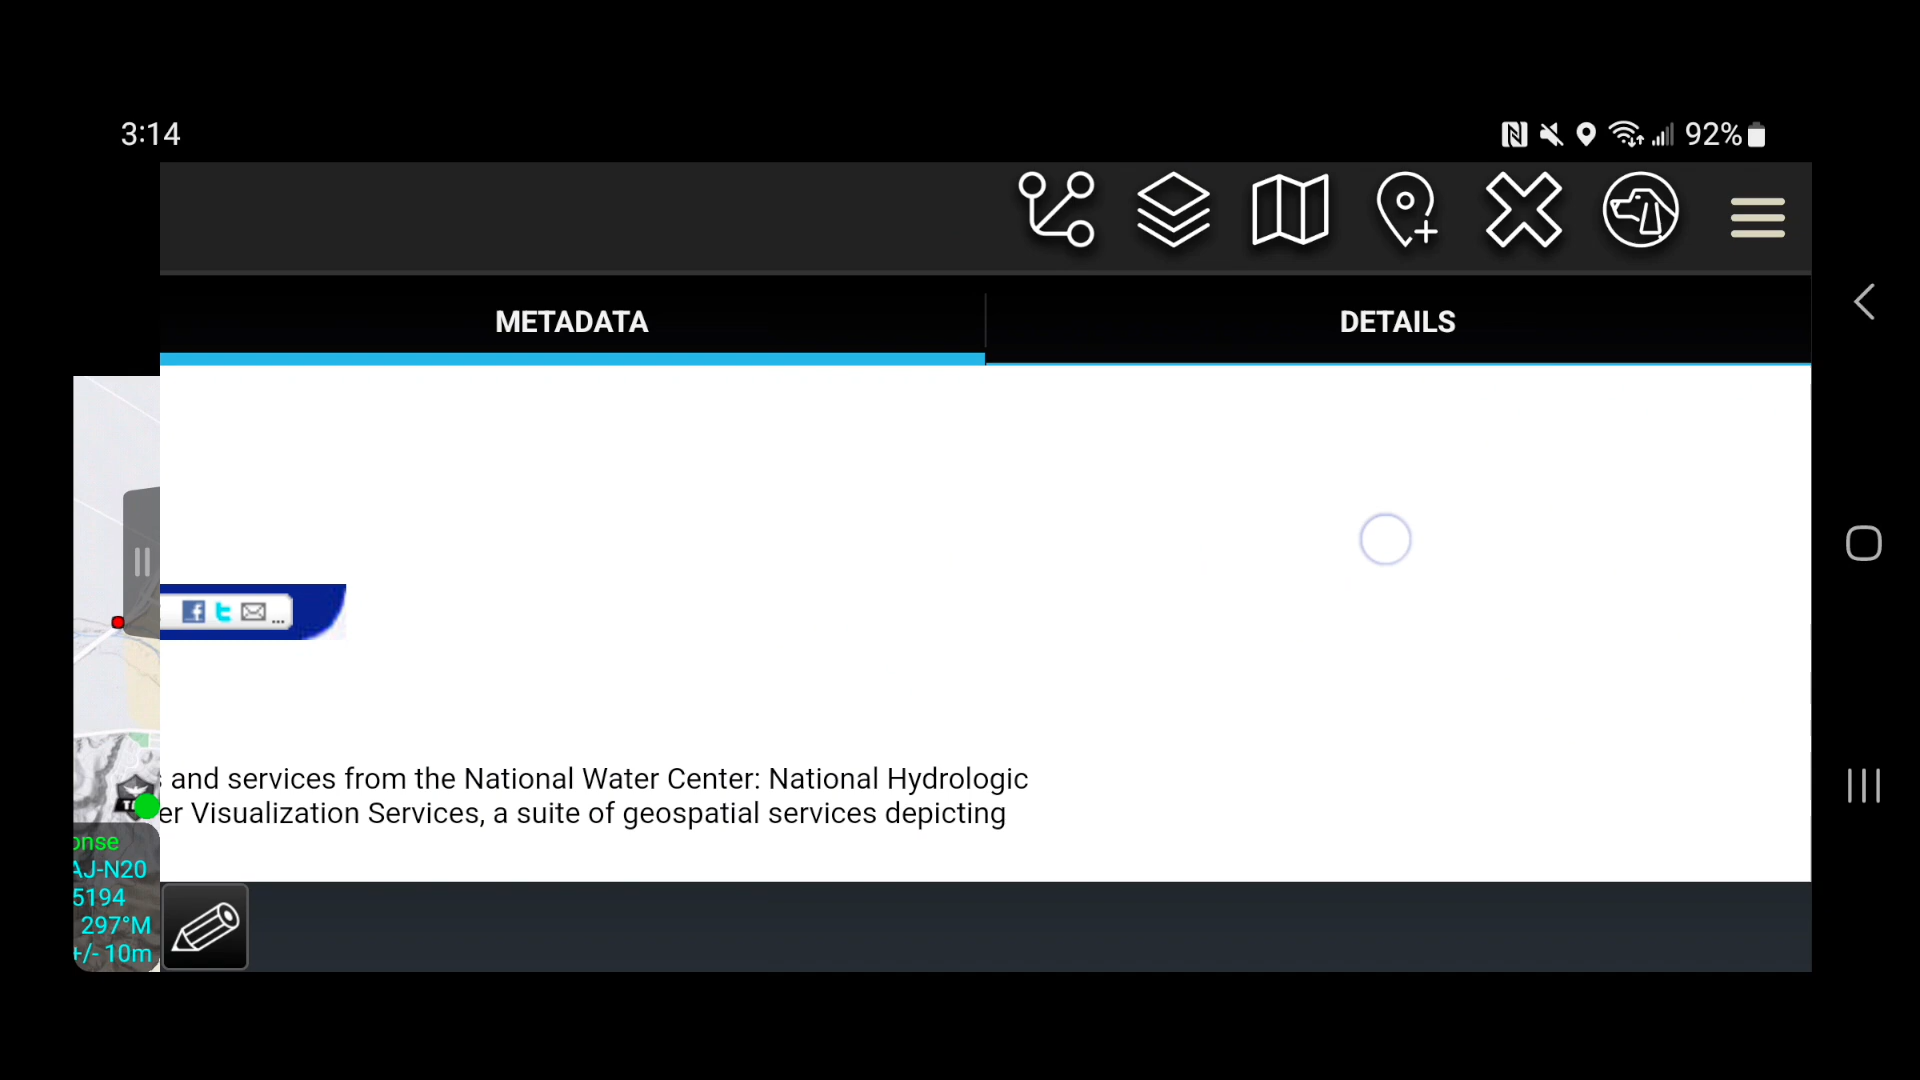 3:14
92%
METADATA
DETAILS
...
and services from the National Water Center: National Hydrologic
er Visualization Services, a suite of geospatial services depicting
onse
AJ-N20
5194
297°M
+/- 10m